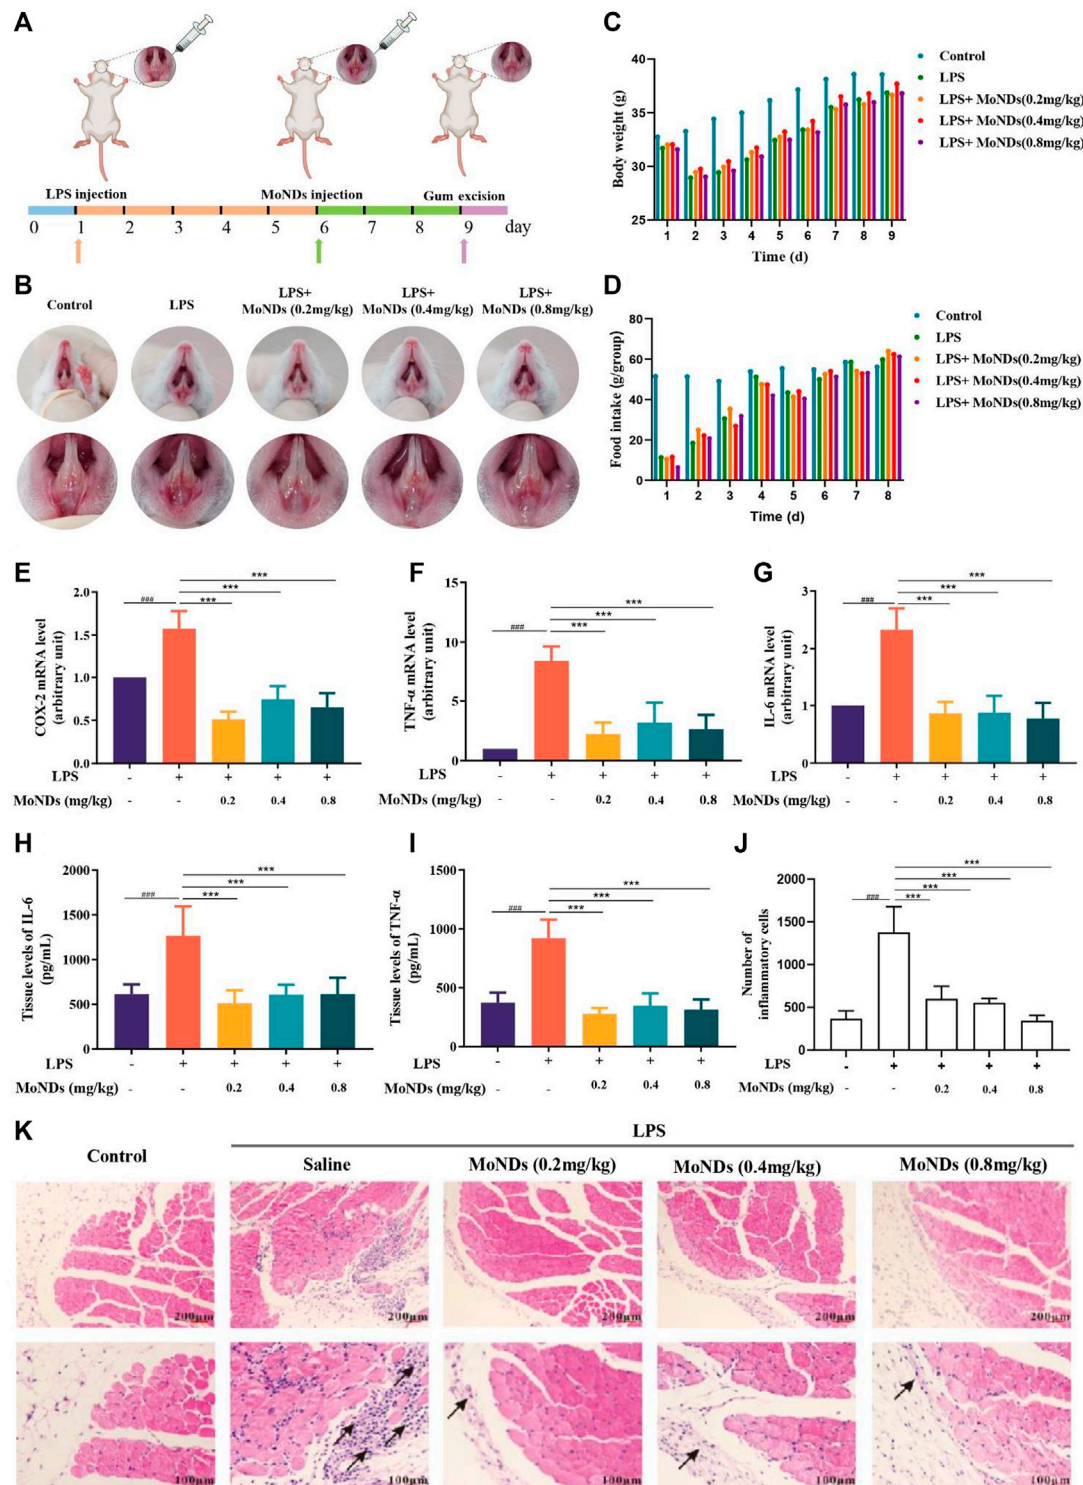 A
LPS injection
MoNDs injection
Gum excision
0 1 2 3 4 5 6 7 8 9 day
B
Control
LPS
LPS+
MoNDs (0.2mg/kg)
LPS+
MoNDs (0.4mg/kg)
LPS+
MoNDs (0.8mg/kg)
C
Body weight (g)
40
35
30
25
1 2 3 4 5 6 7 8 9
Time (d)
Control
LPS
LPS+ MoNDs(0.2mg/kg)
LPS+ MoNDs(0.4mg/kg)
LPS+ MoNDs(0.8mg/kg)
D
Food intake (g/group)
80
60
40
20
0
1 2 3 4 5 6 7 8
Time (d)
Control
LPS
LPS+ MoNDs(0.2mg/kg)
LPS+ MoNDs(0.4mg/kg)
LPS+ MoNDs(0.8mg/kg)
E
COX-2 mRNA level
(arbitrary unit)
2.0
1.5
1.0
0.5
0.0
###
***
***
***
LPS - + + + +
MoNDs (mg/kg) - - 0.2 0.4 0.8
F
TNF-α mRNA level
(arbitrary unit)
15
10
5
0
###
***
***
***
LPS - + + + +
MoNDs (mg/kg) - - 0.2 0.4 0.8
G
IL-6 mRNA level
(arbitrary unit)
3
2
1
0
###
***
***
***
LPS - + + + +
MoNDs (mg/kg) - - 0.2 0.4 0.8
H
Tissue levels of IL-6
(pg/mL)
2000
1500
1000
500
0
###
***
***
***
LPS - + + + +
MoNDs (mg/kg) - - 0.2 0.4 0.8
I
Tissue levels of TNF-α
(pg/mL)
1500
1000
500
0
###
***
***
***
LPS - + + + +
MoNDs (mg/kg) - - 0.2 0.4 0.8
J
Number of
inflammatory cells
2000
1500
1000
500
0
###
***
***
***
***
LPS - + + + +
MoNDs (mg/kg) - - 0.2 0.4 0.8
K
LPS
Control
Saline
MoNDs (0.2mg/kg)
MoNDs (0.4mg/kg)
MoNDs (0.8mg/kg)
200μm
200μm
200μm
200μm
200μm
100μm
100μm
100μm
100μm
100μm